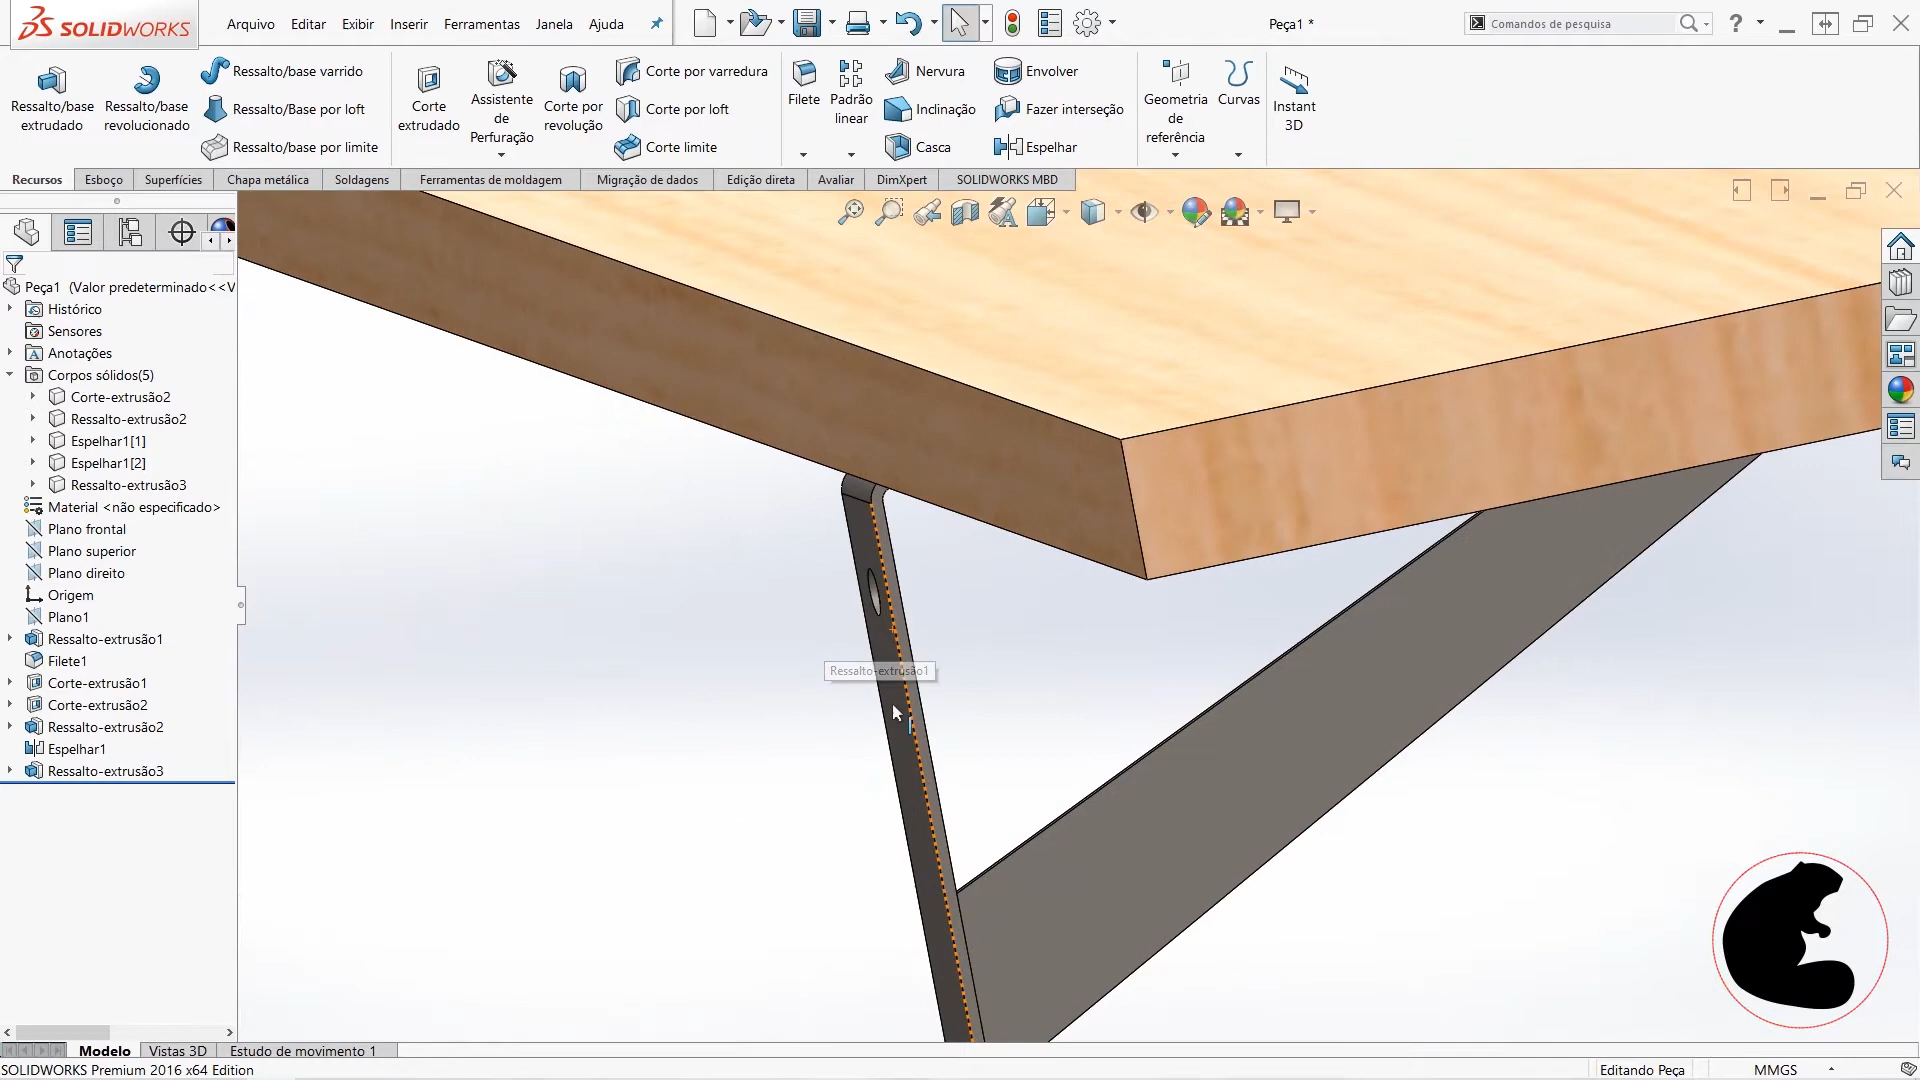 SOLIDWORKS
Arquivo Editar Exibir Inserir Ferramentas Janela Ajuda
Peça1 *
Comandos de pesquisa
?
Ressalto/base extrudado
Ressalto/base revolucionado
Ressalto/base varrido
Ressalto/Base por loft
Ressalto/base por limite
Corte extrudado
Assistente de Perfuração
Corte por revolução
Corte por varredura
Corte por loft
Corte limite
Filete
Padrão linear
Nervura
Inclinação
Casca
Envolver
Fazer interseção
Espelhar
Geometria de referência
Curvas
Instant 3D
Recursos Esboço Superfícies Chapa metálica Soldagens Ferramentas de moldagem Migração de dados Edição direta Avaliar DimXpert SOLIDWORKS MBD
Peça1 (Valor predeterminado<<V
Histórico
Sensores
Anotações
Corpos sólidos(5)
Corte-extrusão2
Ressalto-extrusão2
Espelhar1[1]
Espelhar1[2]
Ressalto-extrusão3
Material <não especificado>
Plano frontal
Plano superior
Plano direito
Origem
Plano1
Ressalto-extrusão1
Filete1
Corte-extrusão1
Corte-extrusão2
Ressalto-extrusão2
Espelhar1
Ressalto-extrusão3
Ressalto-extrusão1
Modelo Vistas 3D Estudo de movimento 1
SOLIDWORKS Premium 2016 x64 Edition
Editando Peça MMGS